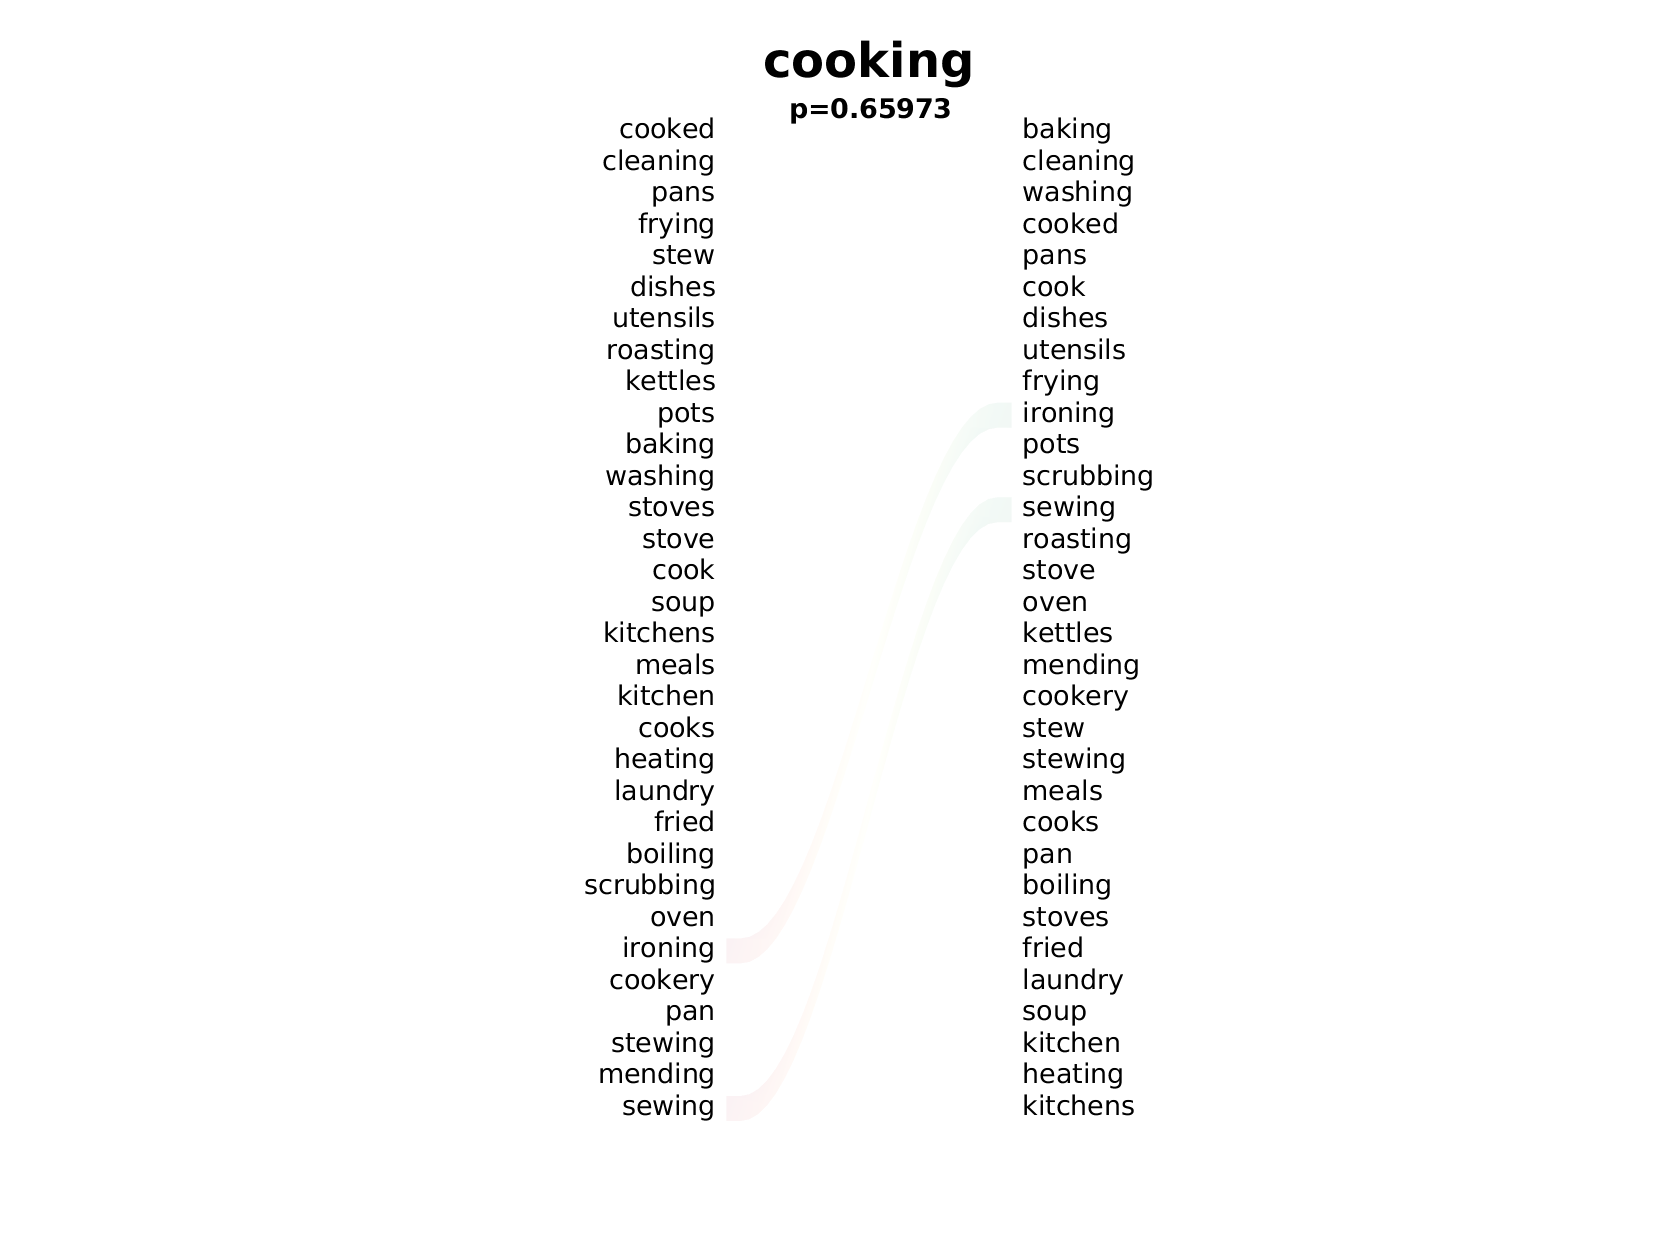 cooking
p=0.65973
cooked
cleaning
pans
frying
stew
dishes
utensils
roasting
kettles
pots
baking
washing
stoves
stove
cook
soup
kitchens
meals
kitchen
cooks
heating
laundry
fried
boiling
scrubbing
oven
ironing
cookery
pan
stewing
mending
sewing
baking
cleaning
washing
cooked
pans
cook
dishes
utensils
frying
ironing
pots
scrubbing
sewing
roasting
stove
oven
kettles
mending
cookery
stew
stewing
meals
cooks
pan
boiling
stoves
fried
laundry
soup
kitchen
heating
kitchens